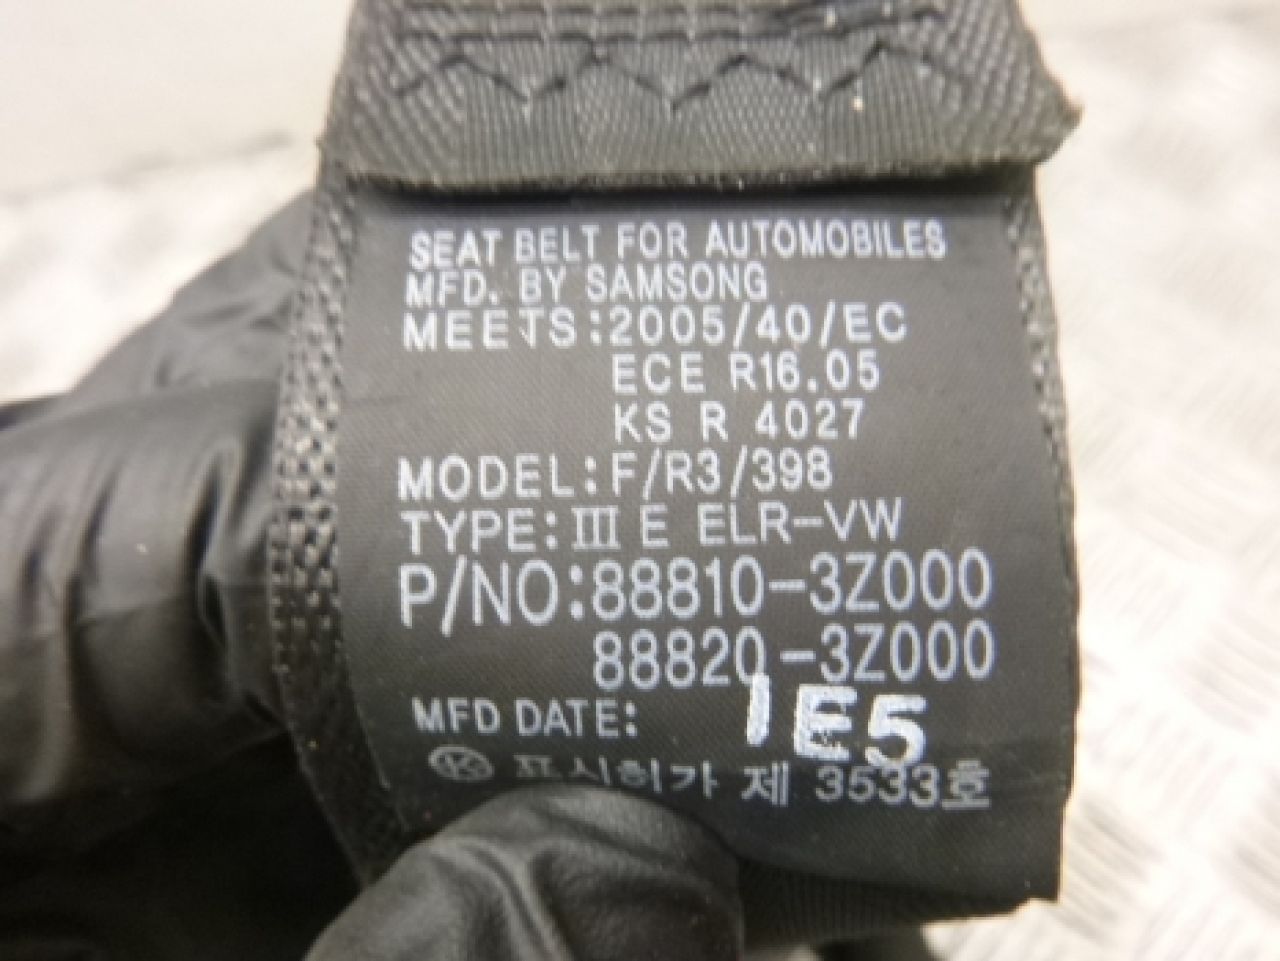 SEAT BELT FOR AUTOMOBILES
MFD. BY SAMSONG
MEETS:2005/40/EC
ECE R16.05
KS R 4027
MODEL:F/R3/398
TYPE:III E ELR-VW
P/NO:88810-3Z000
88820-3Z000
MFD DATE: 1E5
K 표시허가 제 3533호